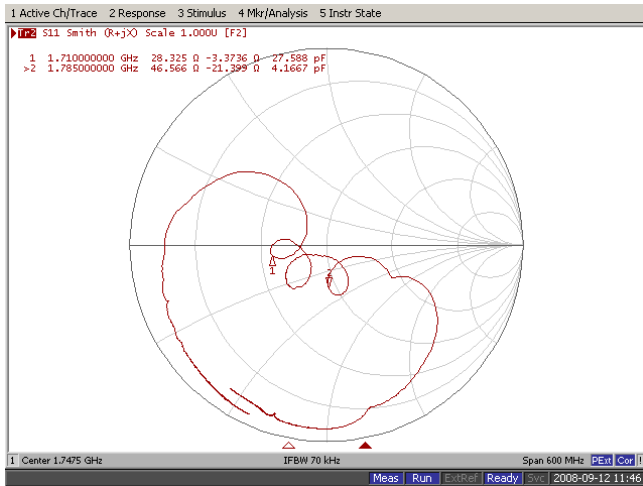 1 Active Ch/Trace 2 Response 3 Stimulus 4 Mkr/Analysis 5 Instr State
Tr2 S11 Smith (R+jX) Scale 1.000U [F2]
1 1.710000000 GHz 28.325 Ω -3.3736 Ω 27.588 pF
>2 1.785000000 GHz 46.566 Ω -21.399 Ω 4.1667 pF
2
1
1 Center 1.7475 GHz IFBW 70 kHz Span 600 MHz PExt Cor !
Meas Run ExtRef Ready Svc 2008-09-12 11:46